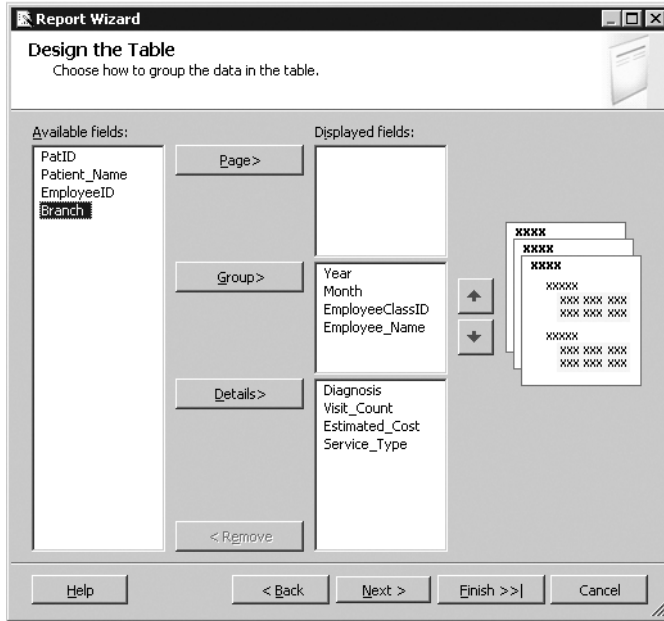 Report Wizard
Design the Table
Choose how to group the data in the table.
Available fields:
PatID
Patient_Name
EmployeeID
Branch
Page>
Group>
Details>
< Remove
Displayed fields:
Year
Month
EmployeeClassID
Employee_Name
Diagnosis
Visit_Count
Estimated_Cost
Service_Type
xxxx
xxxx
xxxx
xxxxx
xxx xxx xxx
xxx xxx xxx
xxxxx
xxx xxx xxx
xxx xxx xxx
Help
< Back
Next >
Finish >>|
Cancel